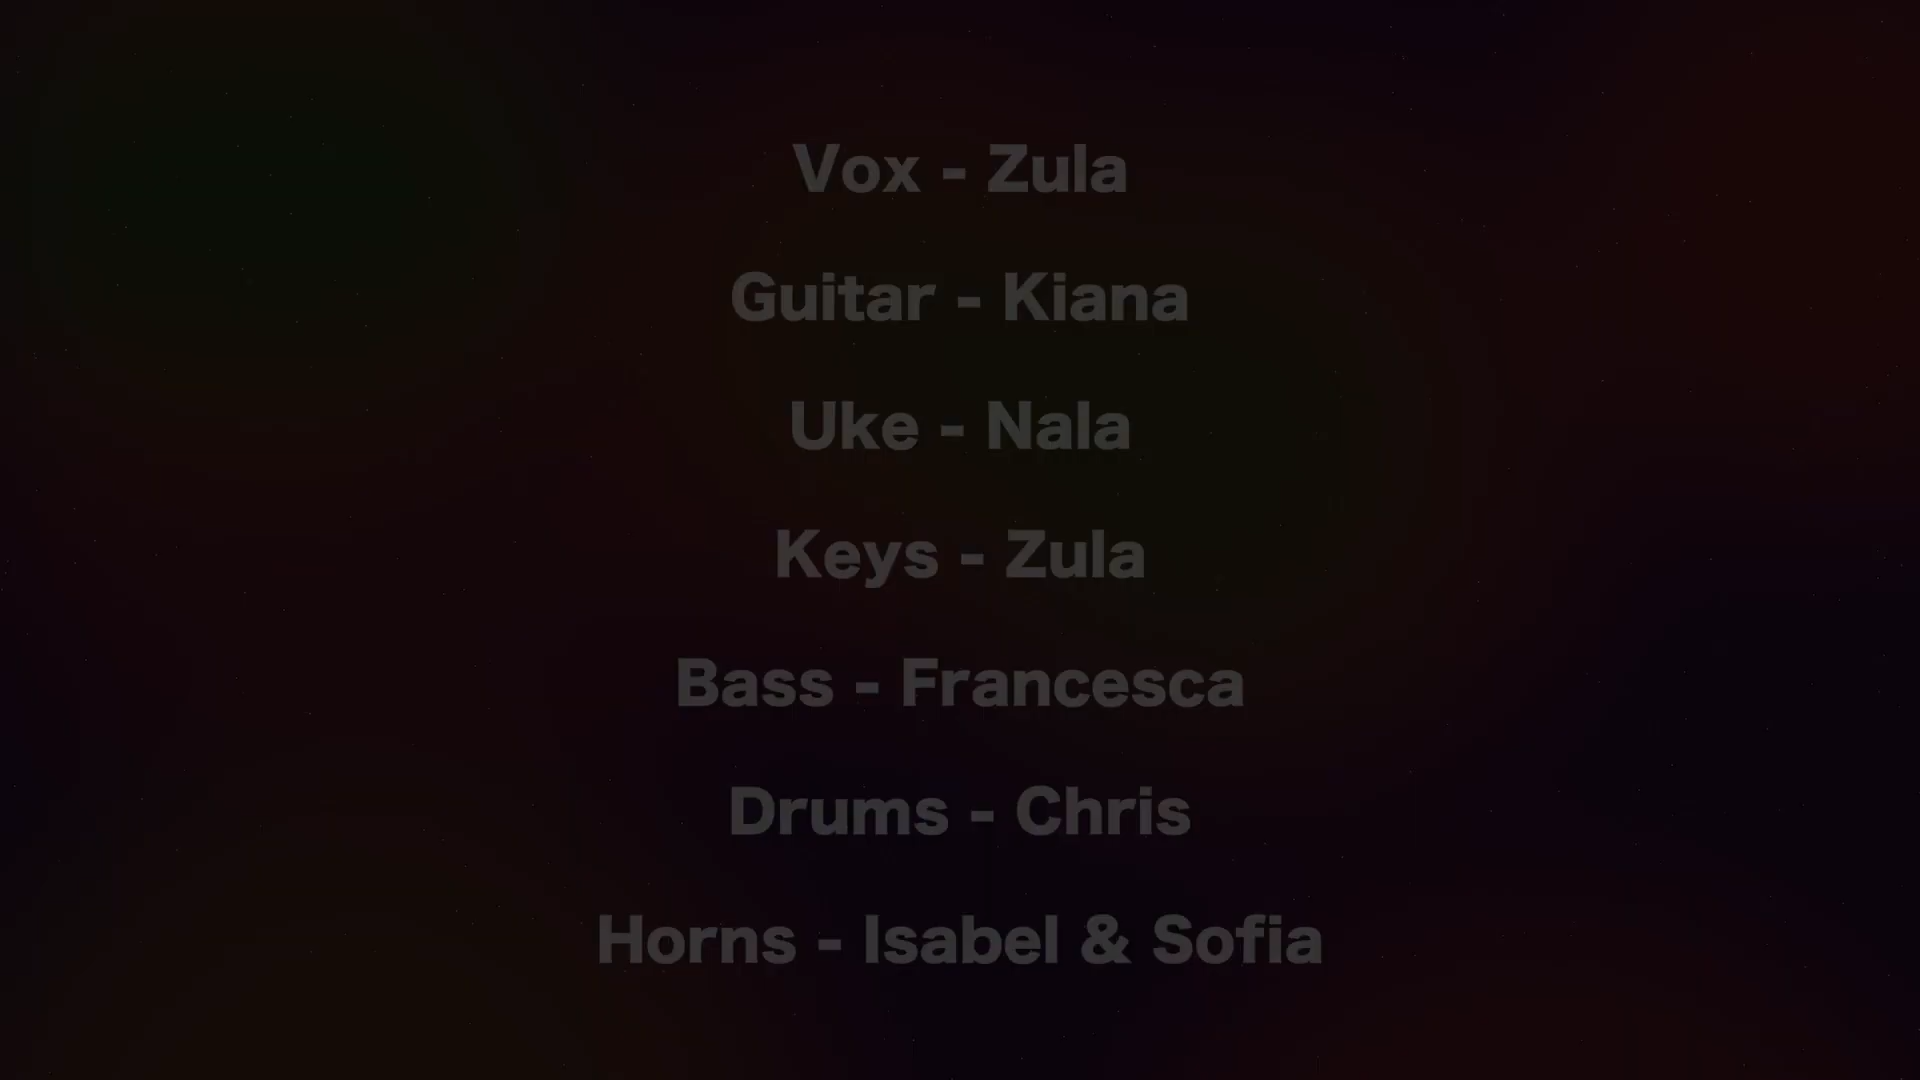 Vox - Zula
Guitar - Kiana
Uke - Nala
Keys - Zula
Bass - Francesca
Drums - Chris
Horns - Isabel & Sofia